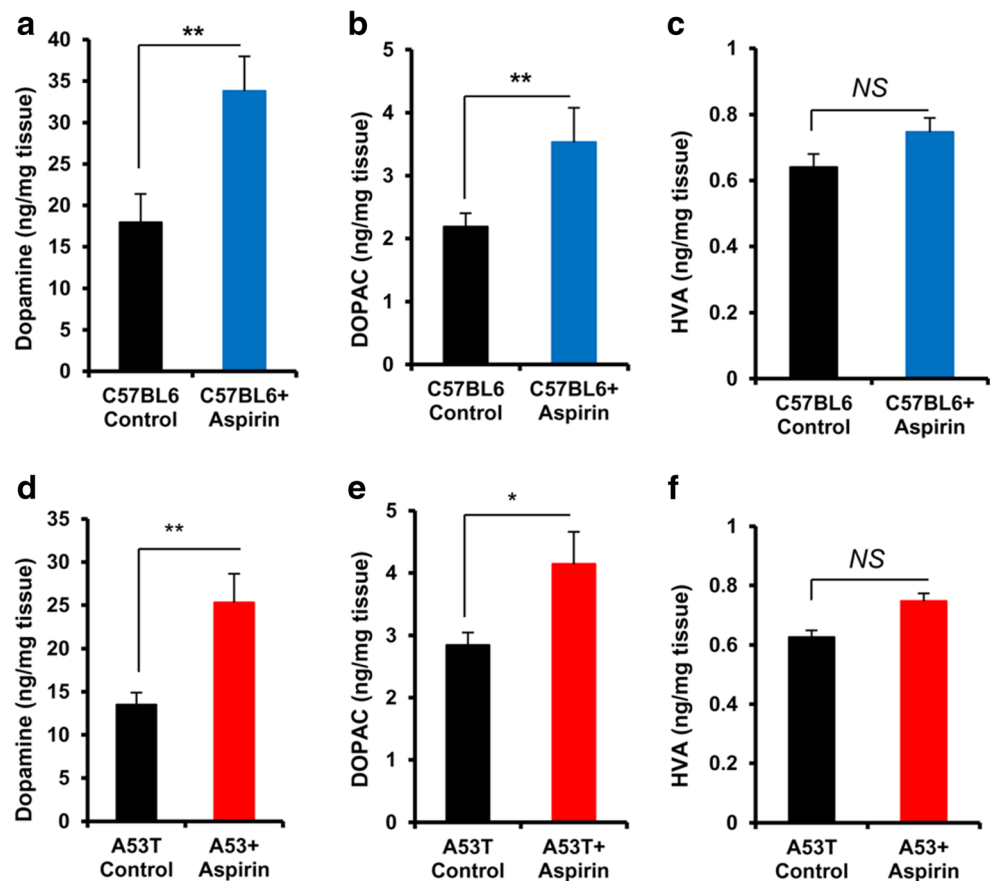 a
Dopamine (ng/mg tissue)
40
35
30
25
20
15
10
5
0
**
C57BL6 C57BL6+
Control Aspirin
b
DOPAC (ng/mg tissue)
5
4
3
2
1
0
**
C57BL6 C57BL6+
Control Aspirin
c
HVA (ng/mg tissue)
1
0.8
0.6
0.4
0.2
0
NS
C57BL6 C57BL6+
Control Aspirin
d
Dopamine (ng/mg tissue)
35
30
25
20
15
10
5
0
**
A53T A53+
Control Aspirin
e
DOPAC (ng/mg tissue)
5
4
3
2
1
0
*
A53T A53T+
Control Aspirin
f
HVA (ng/mg tissue)
1
0.8
0.6
0.4
0.2
0
NS
A53T A53+
Control Aspirin